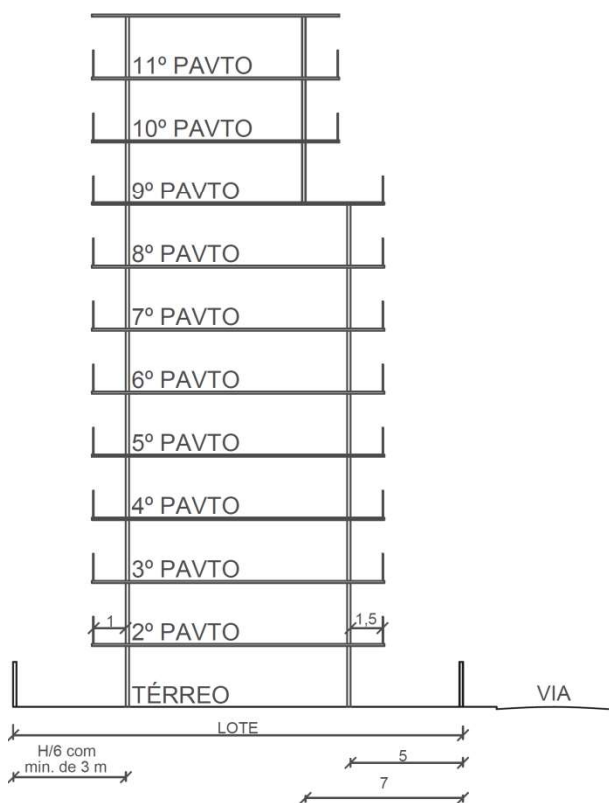 11º PAVTO
10º PAVTO
9º PAVTO
8º PAVTO
7º PAVTO
6º PAVTO
5º PAVTO
4º PAVTO
3º PAVTO
1
2º PAVTO
1,5
TÉRREO
VIA
LOTE
H/6 com
min. de 3 m
5
7